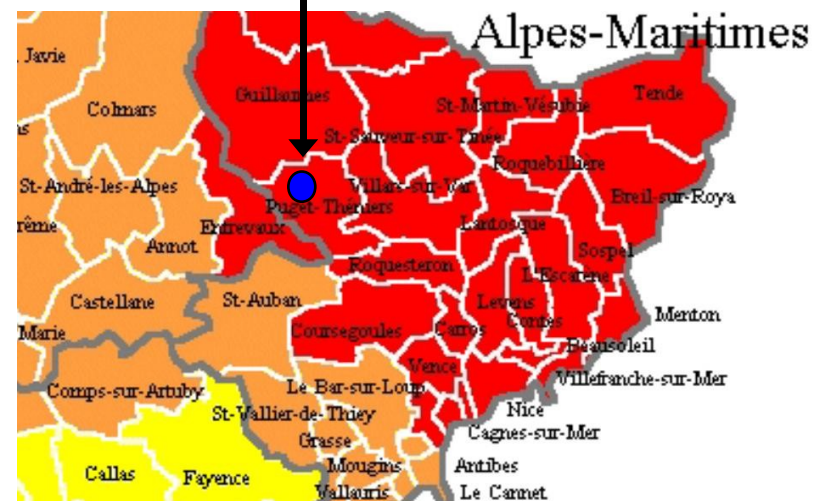 Alpes-Maritimes
Javie
Guillaumes
Tende
Colmars
St-Martin-Vésubie
St-Sauveur-sur-Tinée
Roquebillière
St-André-les-Alpes
Villars-sur-Var
Breil-sur-Roya
Puget-Théniers
rême
Entrevaux
Lantosque
Annot
Sospel
Roquesteron
L'Escarène
Castellane
St-Auban
Levens
Menton
Marie
Coursegoules
Carros
Contes
Beausoleil
Vence
Villefranche-sur-Mer
Comps-sur-Artuby
Le Bar-sur-Loup
St-Vallier-de-Thiey
Nice
Grasse
Cagnes-sur-Mer
Callas
Fayence
Mougins
Antibes
Vallauris
Le Cannet